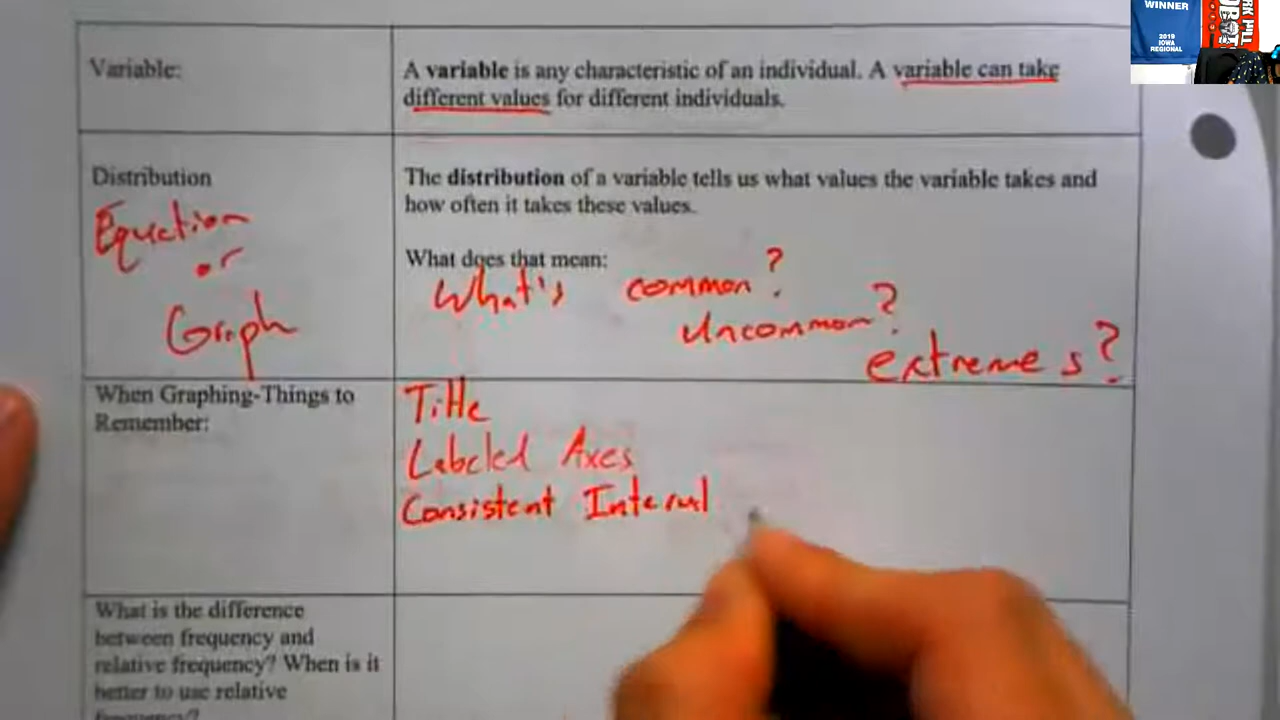 WINNER
2019
IOWA
REGIONAL
Variable:
A variable is any characteristic of an individual. A variable can take
different values for different individuals.
Distribution
Equation
or
Graph
The distribution of a variable tells us what values the variable takes and
how often it takes these values.
What does that mean:
What's common?
Uncommon?
extremes?
When Graphing-Things to
Remember:
Title
Labeled Axes
Consistent Interval
What is the difference
between frequency and
relative frequency? When is it
better to use relative
frequency?